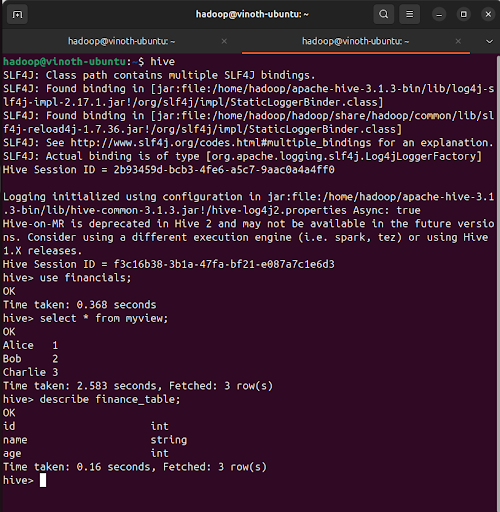 hadoop@vinoth-ubuntu: ~
hadoop@vinoth-ubuntu: ~
hadoop@vinoth-ubuntu: ~
hadoop@vinoth-ubuntu:~$ hive
SLF4J: Class path contains multiple SLF4J bindings.
SLF4J: Found binding in [jar:file:/home/hadoop/apache-hive-3.1.3-bin/lib/log4j-s
lf4j-impl-2.17.1.jar!/org/slf4j/impl/StaticLoggerBinder.class]
SLF4J: Found binding in [jar:file:/home/hadoop/hadoop/share/hadoop/common/lib/sl
f4j-reload4j-1.7.36.jar!/org/slf4j/impl/StaticLoggerBinder.class]
SLF4J: See http://www.slf4j.org/codes.html#multiple_bindings for an explanation.
SLF4J: Actual binding is of type [org.apache.logging.slf4j.Log4jLoggerFactory]
Hive Session ID = 2b93459d-bcb3-4fe6-a5c7-9aac0a4a4ff0
Logging initialized using configuration in jar:file:/home/hadoop/apache-hive-3.1
.3-bin/lib/hive-common-3.1.3.jar!/hive-log4j2.properties Async: true
Hive-on-MR is deprecated in Hive 2 and may not be available in the future versio
ns. Consider using a different execution engine (i.e. spark, tez) or using Hive
1.X releases.
Hive Session ID = f3c16b38-3b1a-47fa-bf21-e087a7c1e6d3
hive> use financials;
OK
Time taken: 0.368 seconds
hive> select * from myview;
OK
Alice 1
Bob 2
Charlie 3
Time taken: 2.583 seconds, Fetched: 3 row(s)
hive> describe finance_table;
OK
id int
name string
age int
Time taken: 0.16 seconds, Fetched: 3 row(s)
hive>